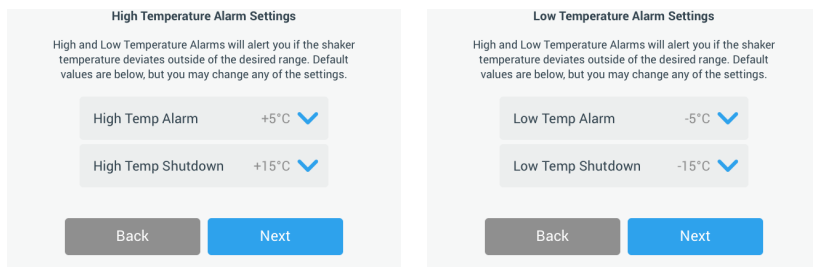 High Temperature Alarm Settings
High and Low Temperature Alarms will alert you if the shaker
temperature deviates outside of the desired range. Default
values are below, but you may change any of the settings.
High Temp Alarm +5°C
High Temp Shutdown +15°C
Back Next
Low Temperature Alarm Settings
High and Low Temperature Alarms will alert you if the shaker
temperature deviates outside of the desired range. Default
values are below, but you may change any of the settings.
Low Temp Alarm -5°C
Low Temp Shutdown -15°C
Back Next